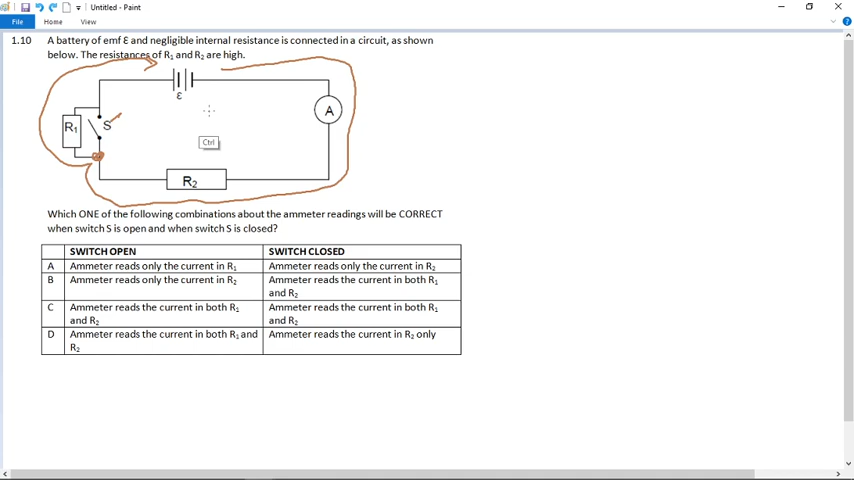 Untitled - Paint
File Home View
1.10 A battery of emf Ɛ and negligible internal resistance is connected in a circuit, as shown
below. The resistances of R₁ and R₂ are high.
ε
A
R₁
S
Ctrl
R₂
Which ONE of the following combinations about the ammeter readings will be CORRECT
when switch S is open and when switch S is closed?
SWITCH OPEN SWITCH CLOSED
A Ammeter reads only the current in R₁ Ammeter reads only the current in R₂
B Ammeter reads only the current in R₂ Ammeter reads the current in both R₁
and R₂
C Ammeter reads the current in both R₁ Ammeter reads the current in both R₁
and R₂ and R₂
D Ammeter reads the current in both R₁ and Ammeter reads the current in R₂ only
R₂